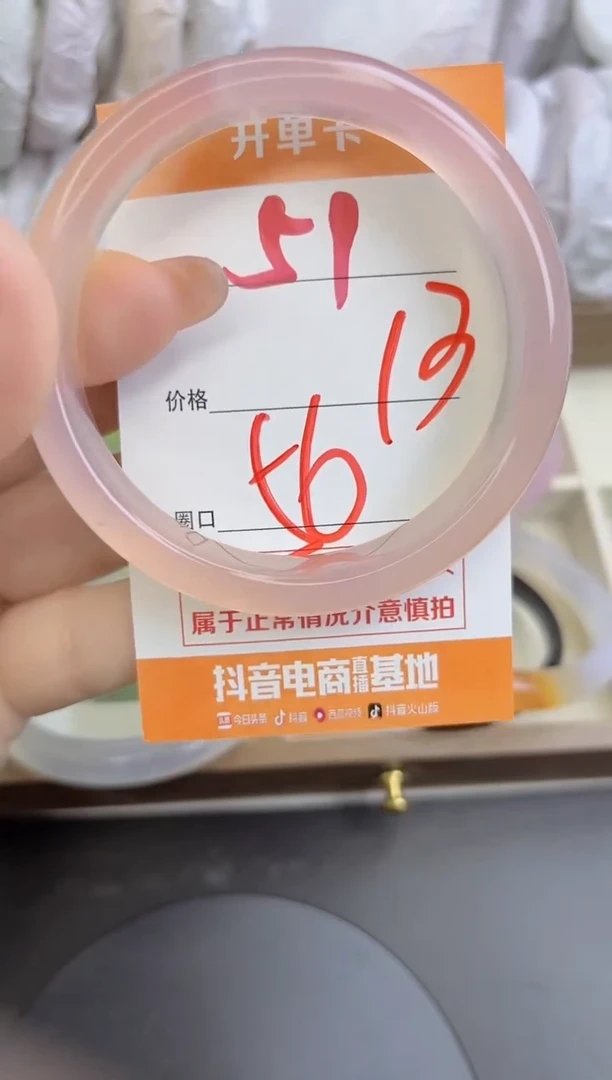 开单卡
51
13
价格
56
圈口
属于正常情况介意慎拍
抖音电商直播基地
头条 今日头条 抖音 西瓜视频 抖音火山版